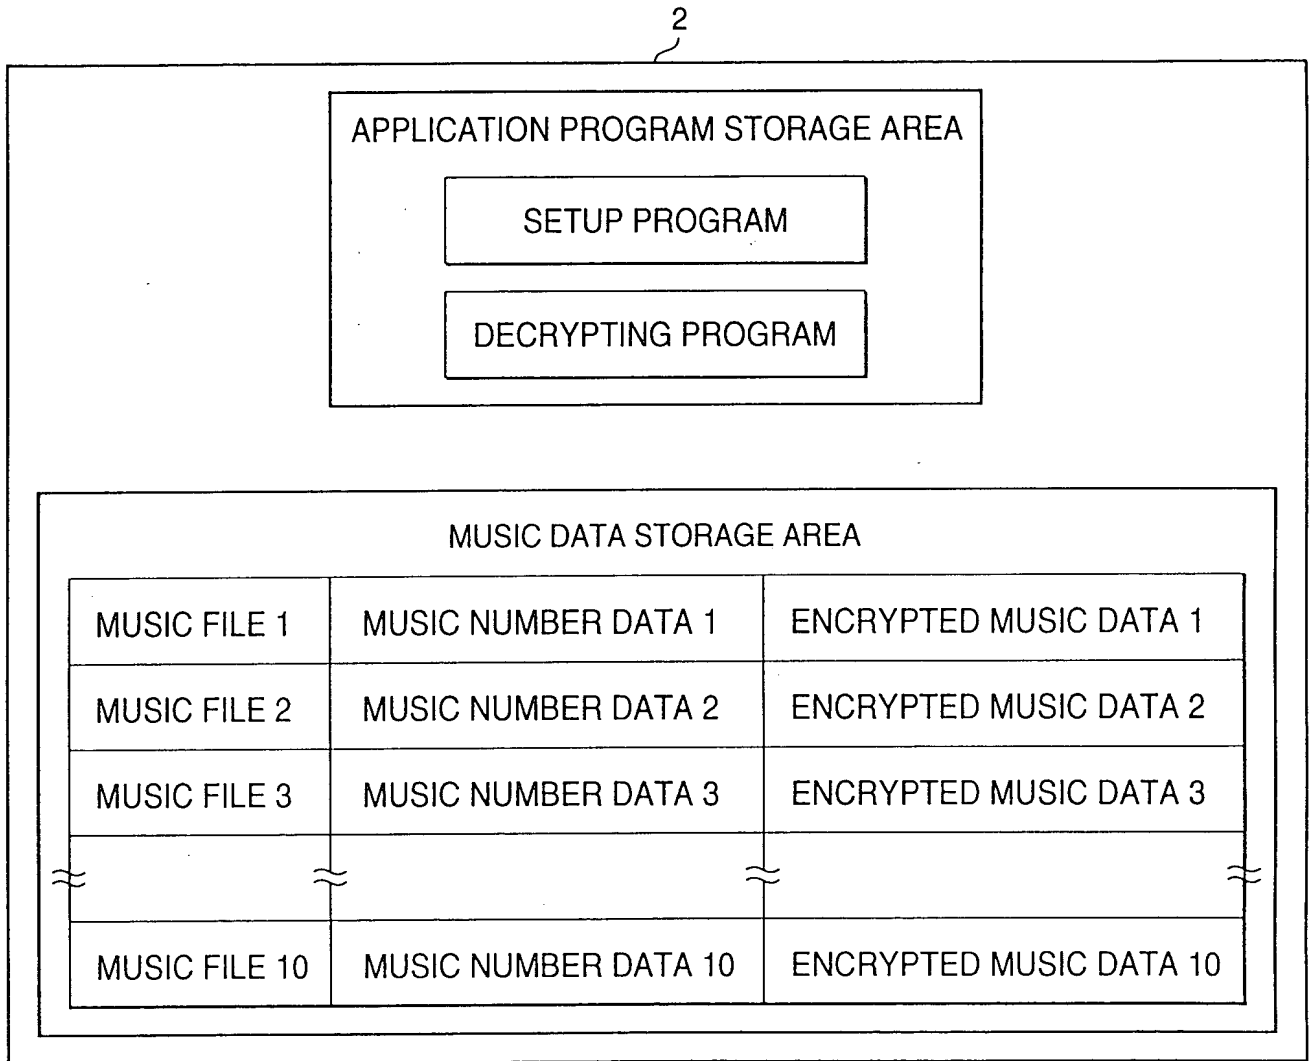 2
APPLICATION PROGRAM STORAGE AREA
SETUP PROGRAM
DECRYPTING PROGRAM
MUSIC DATA STORAGE AREA
MUSIC FILE 1 MUSIC NUMBER DATA 1 ENCRYPTED MUSIC DATA 1
MUSIC FILE 2 MUSIC NUMBER DATA 2 ENCRYPTED MUSIC DATA 2
MUSIC FILE 3 MUSIC NUMBER DATA 3 ENCRYPTED MUSIC DATA 3
MUSIC FILE 10 MUSIC NUMBER DATA 10 ENCRYPTED MUSIC DATA 10